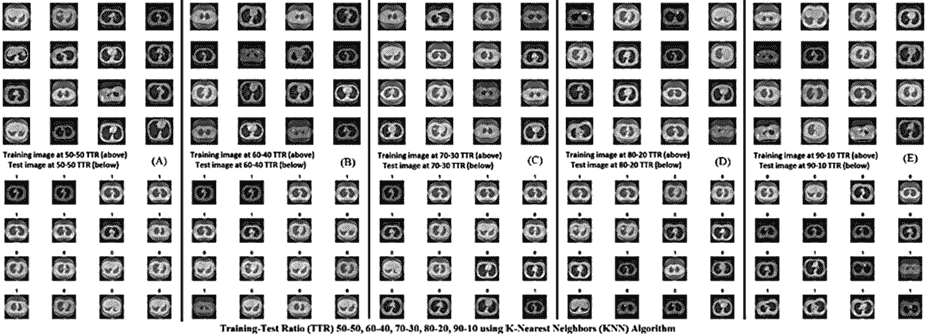 Training image at 50-50 TTR (above)
Test image at 50-50 TTR (below)
(A)
Training image at 60-40 TTR (above)
Test image at 60-40 TTR (below)
(B)
Training image at 70-30 TTR (above)
Test image at 70-30 TTR (below)
(C)
Training image at 80-20 TTR (above)
Test image at 80-20 TTR (below)
(D)
Training image at 90-10 TTR (above)
Test image at 90-10 TTR (below)
(E)
Training-Test Ratio (TTR) 50-50, 60-40, 70-30, 80-20, 90-10 using K-Nearest Neighbors (KNN) Algorithm